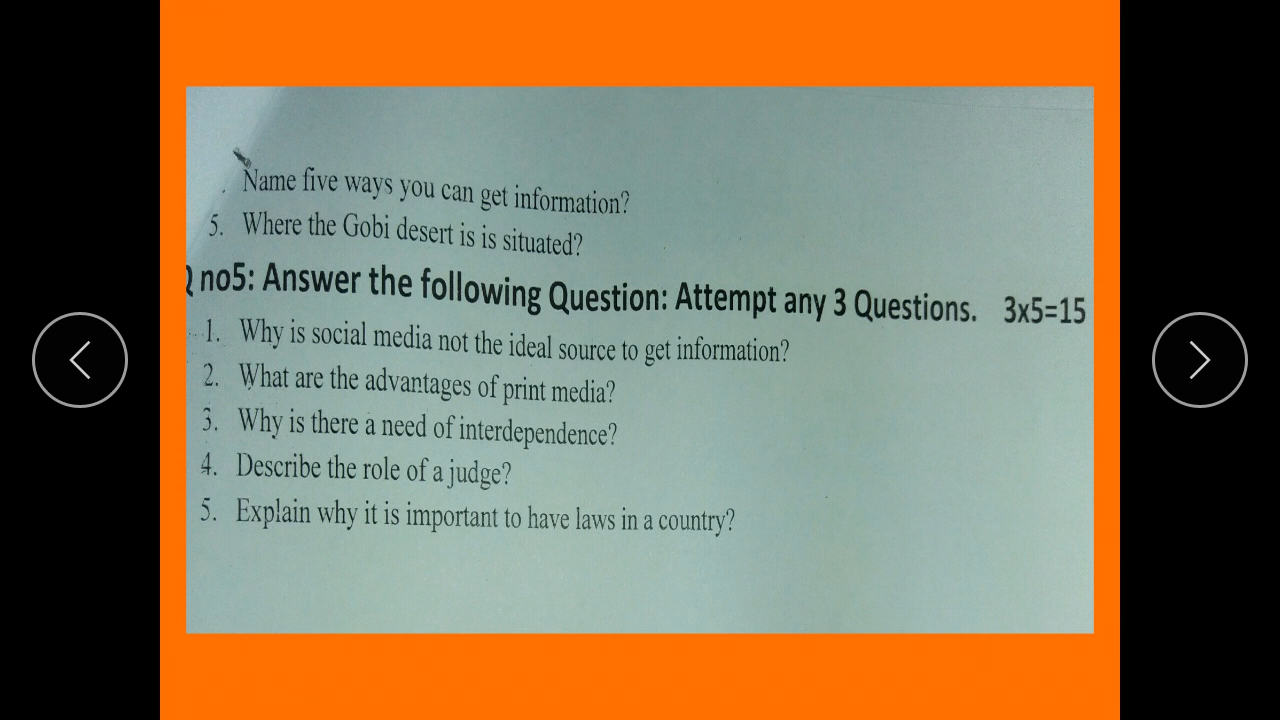 . Name five ways you can get information?
5. Where the Gobi desert is is situated?
Q no5: Answer the following Question: Attempt any 3 Questions. 3x5=15
1. Why is social media not the ideal source to get information?
2. What are the advantages of print media?
3. Why is there a need of interdependence?
4. Describe the role of a judge?
5. Explain why it is important to have laws in a country?